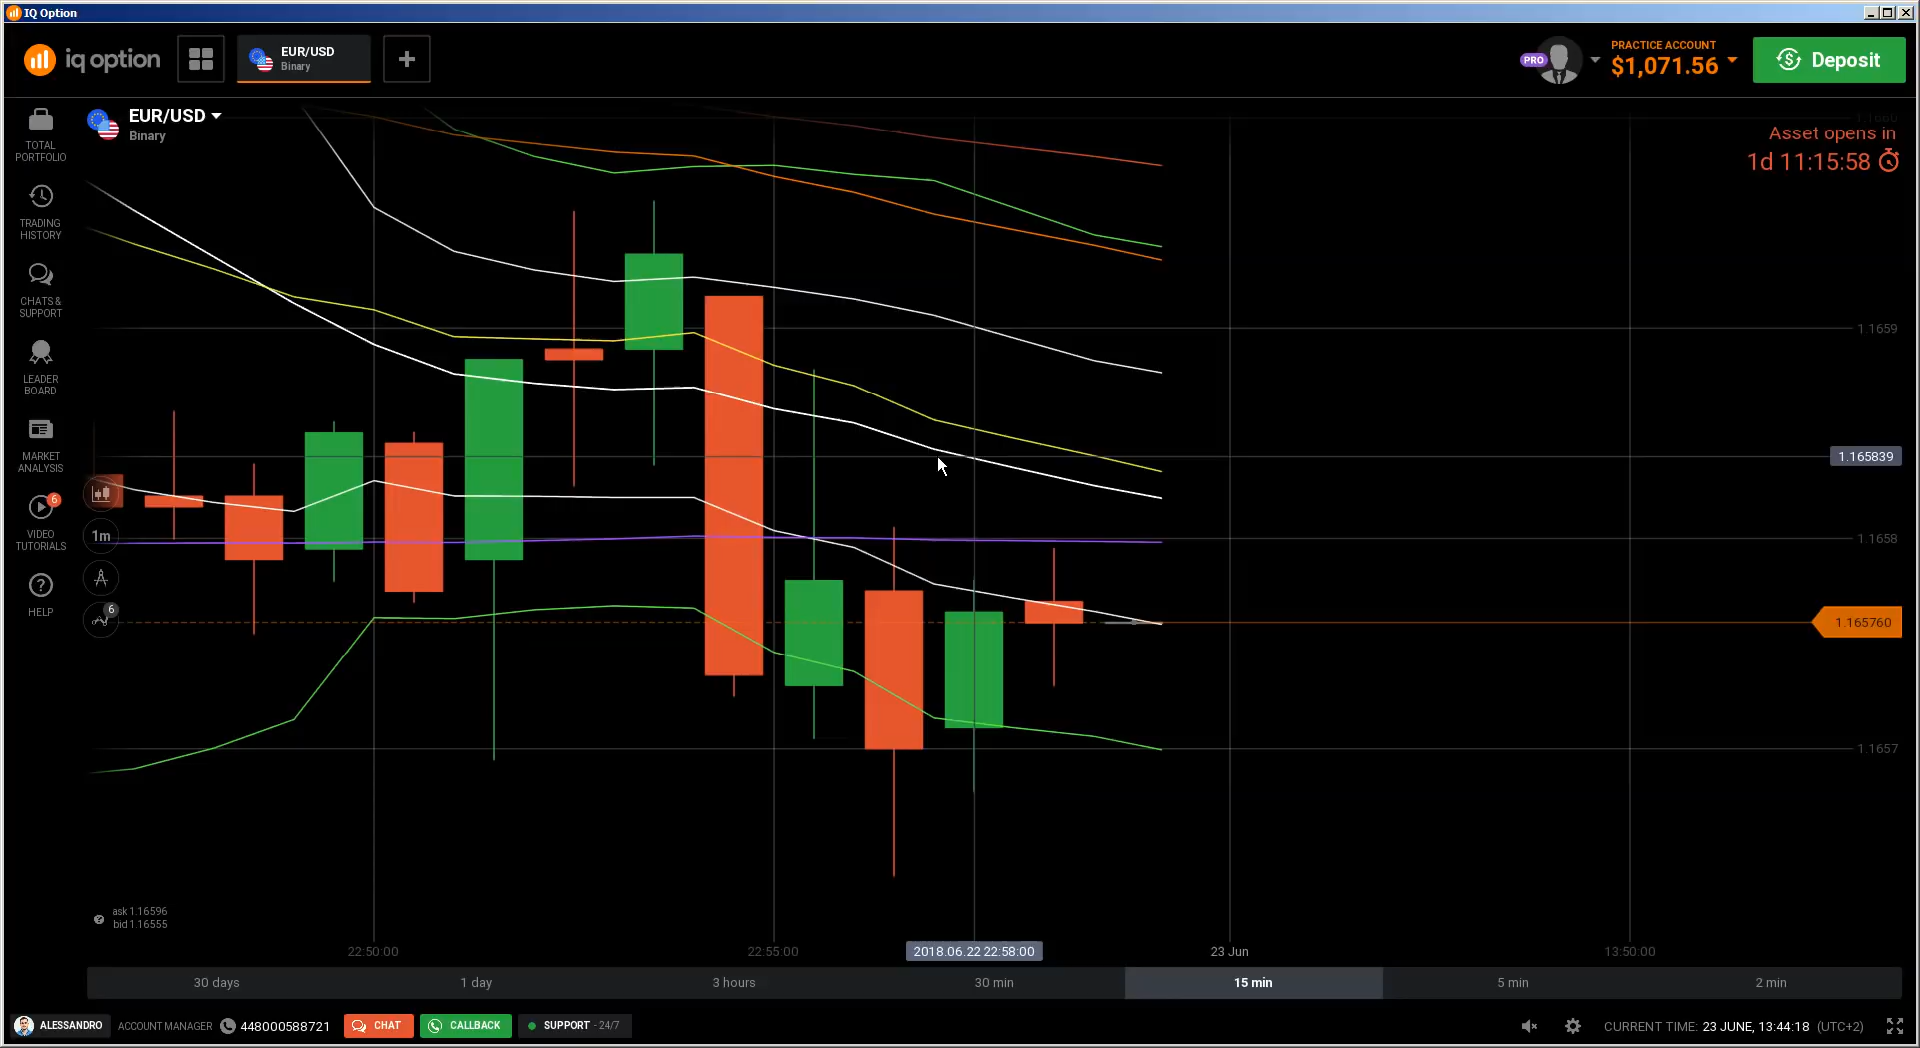 IQ Option
iq option
EUR/USD
Binary
PRO
PRACTICE ACCOUNT
$1,071.56
Deposit
EUR/USD
Binary
TOTAL
PORTFOLIO
TRADING
HISTORY
CHATS &
SUPPORT
LEADER
BOARD
MARKET
ANALYSIS
6
VIDEO
TUTORIALS
HELP
1m
6
Asset opens in
1d 11:15:58
1.1660
1.1659
1.165839
1.1658
1.165760
1.1657
ask 1.16596
bid 1.16555
22:50:00
22:55:00
2018.06.22 22:58:00
23 Jun
13:50:00
30 days
1 day
3 hours
30 min
15 min
5 min
2 min
ALESSANDRO
ACCOUNT MANAGER
448000588721
CHAT
CALLBACK
SUPPORT - 24/7
CURRENT TIME: 23 JUNE, 13:44:18 (UTC+2)